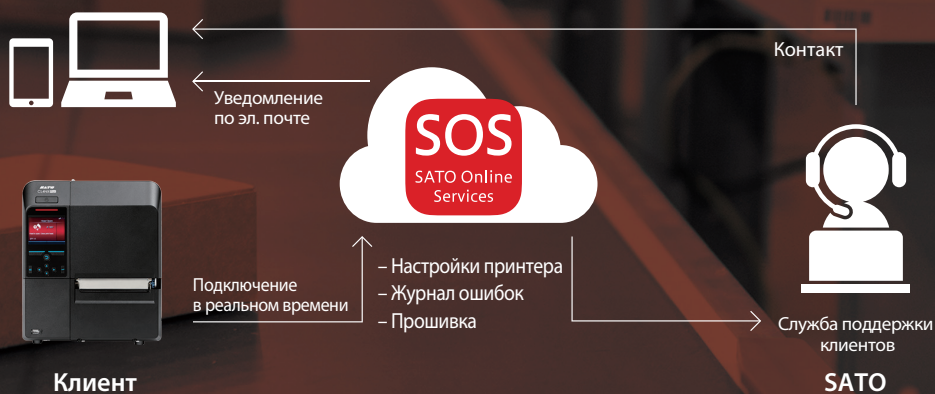 Контакт
Уведомление
по эл. почте
SOS
SATO Online
Services
SATO
Подключение
в реальном времени
– Настройки принтера
– Журнал ошибок
– Прошивка
Служба поддержки
клиентов
Клиент
SATO